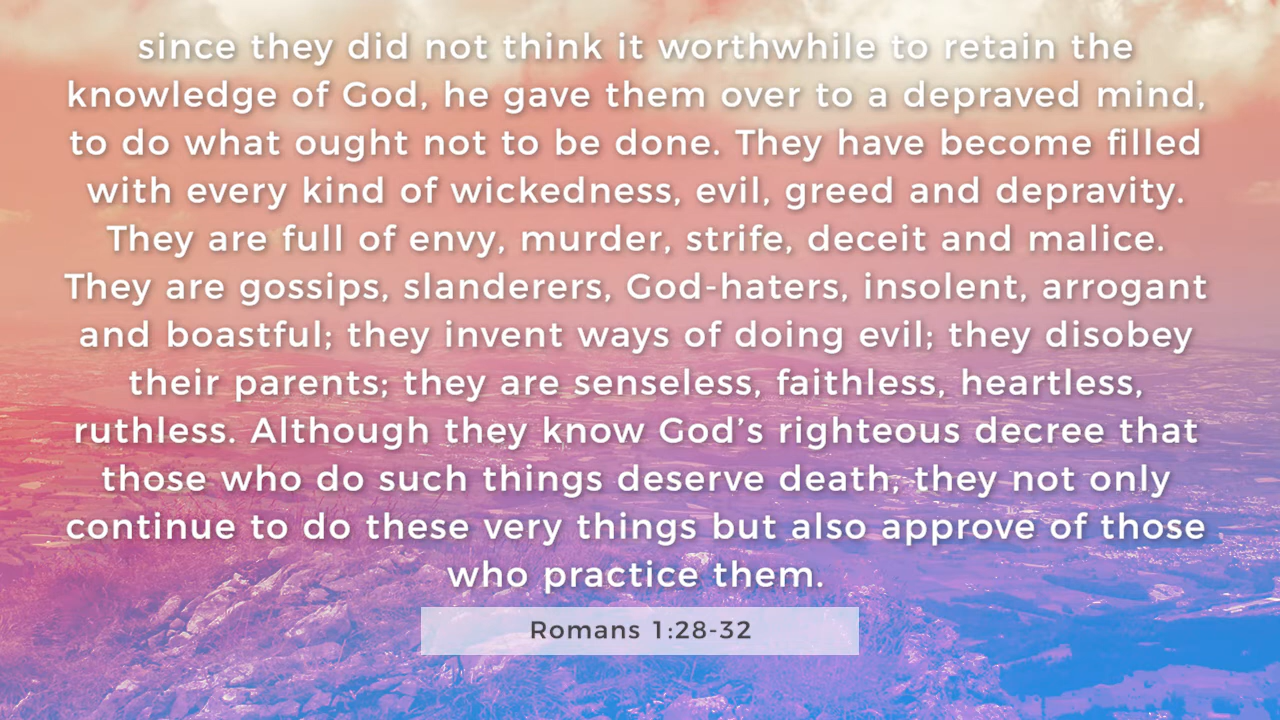 since they did not think it worthwhile to retain the
knowledge of God, he gave them over to a depraved mind,
to do what ought not to be done. They have become filled
with every kind of wickedness, evil, greed and depravity.
They are full of envy, murder, strife, deceit and malice.
They are gossips, slanderers, God-haters, insolent, arrogant
and boastful; they invent ways of doing evil; they disobey
their parents; they are senseless, faithless, heartless,
ruthless. Although they know God’s righteous decree that
those who do such things deserve death, they not only
continue to do these very things but also approve of those
who practice them.
Romans 1:28-32